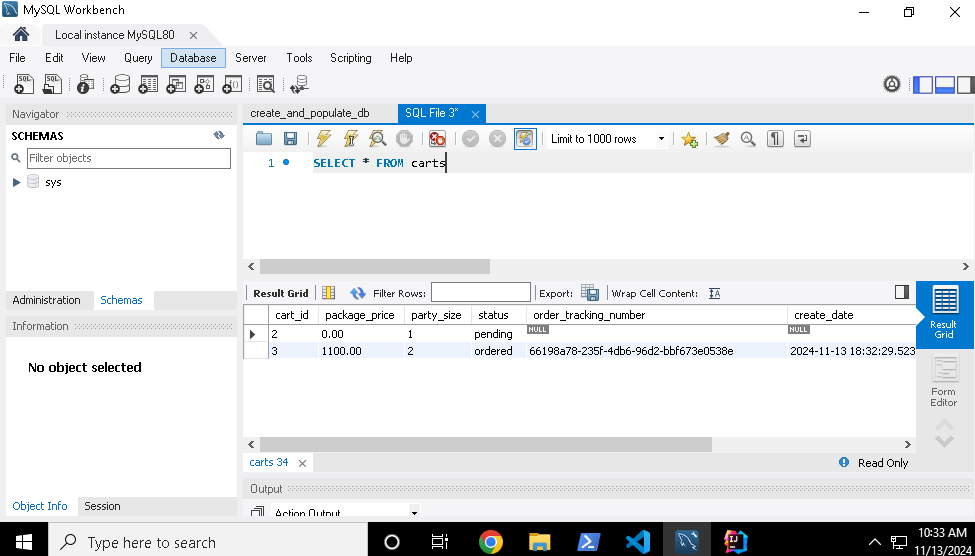 MySQL Workbench
Local instance MySQL80
File Edit View Query Database Server Tools Scripting Help
Navigator
SCHEMAS
Filter objects
sys
Administration Schemas
Information
No object selected
Object Info Session
create_and_populate_db SQL File 3*
Limit to 1000 rows
1 SELECT * FROM carts
Result Grid Filter Rows: Export: Wrap Cell Content:
cart_id package_price party_size status order_tracking_number create_date
2 0.00 1 pending NULL NULL
3 1100.00 2 ordered 66198a78-235f-4db6-96d2-bbf673e0538e 2024-11-13 18:32:29.523
Result
Grid
Form
Editor
carts 34 Read Only
Output
Action Output
Type here to search
10:33 AM
11/13/2024